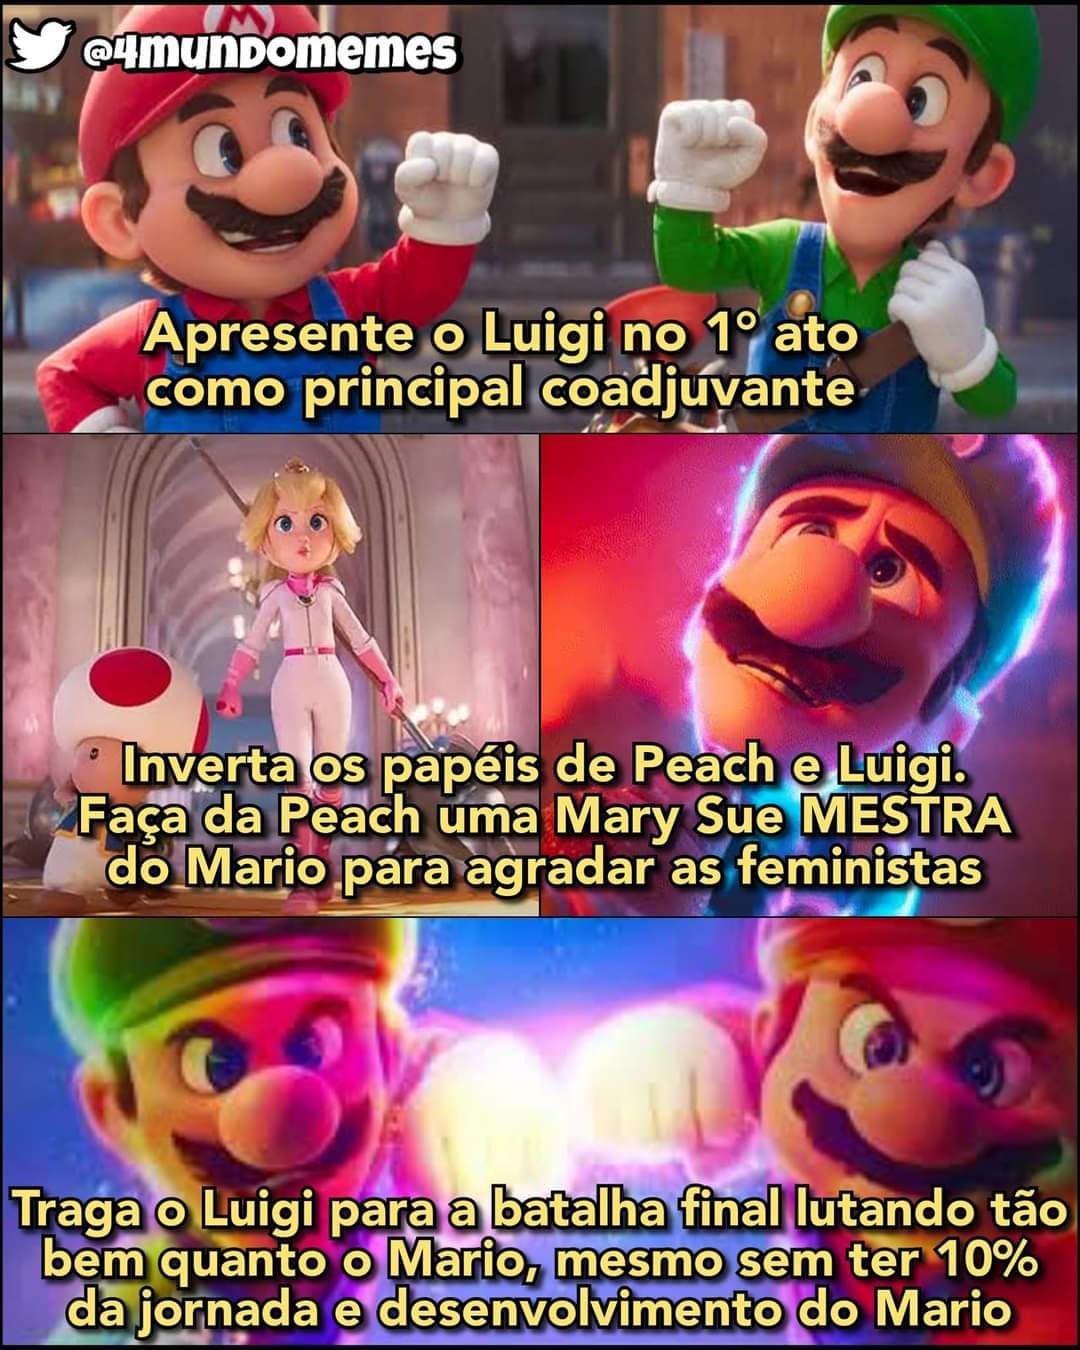 @4mundomemes
Apresente o Luigi no 1º ato
como principal coadjuvante
Inverta os papéis de Peach e Luigi.
Faça da Peach uma Mary Sue MESTRA
do Mario para agradar as feministas
Traga o Luigi para a batalha final lutando tão
bem quanto o Mario, mesmo sem ter 10%
da jornada e desenvolvimento do Mario